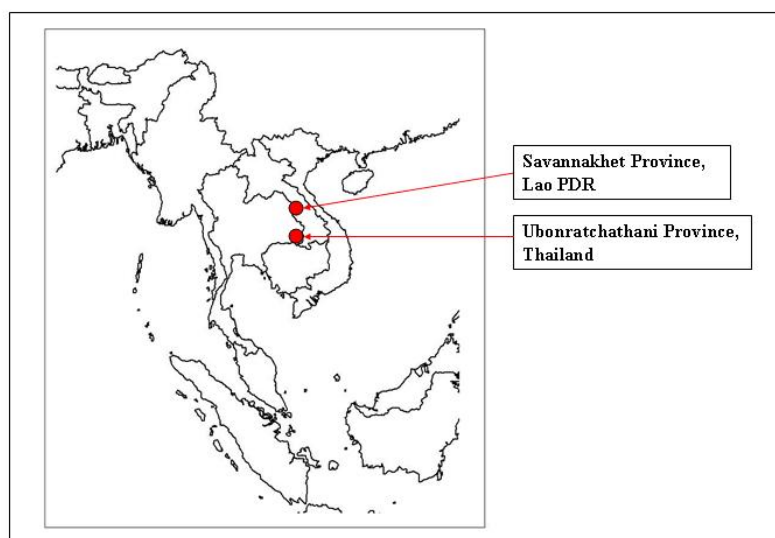 Savannakhet Province,
Lao PDR
Ubonratchathani Province,
Thailand